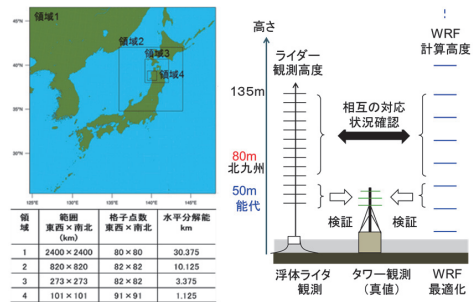 領域1
領域2
領域3
領域4
45°N
40°N
35°N
30°N
125°E
130°E
135°E
140°E
145°E
領域 範囲 東西×南北 (km) 格子点数 東西×南北 水平分解能 km
1 2400×2400 80×80 30.375
2 820×820 82×82 10.125
3 273×273 82×82 3.375
4 101×101 91×91 1.125
高さ
ライダー
観測高度
WRF
計算高度
135m
相互の対応
状況確認
80m
北九州
50m
能代
検証
検証
浮体ライダ
観測
タワー観測
(真値)
WRF
最適化